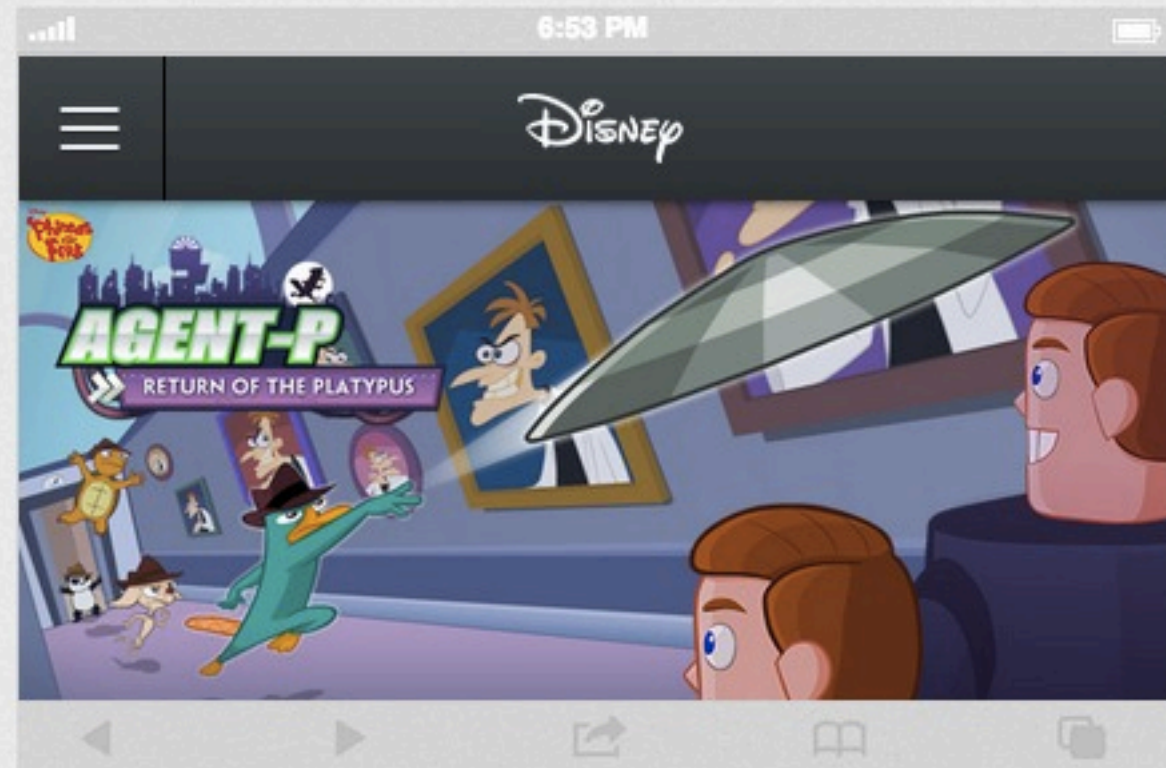 6:53 PM
Disney
Phineas and Ferb
AGENT-P
RETURN OF THE PLATYPUS